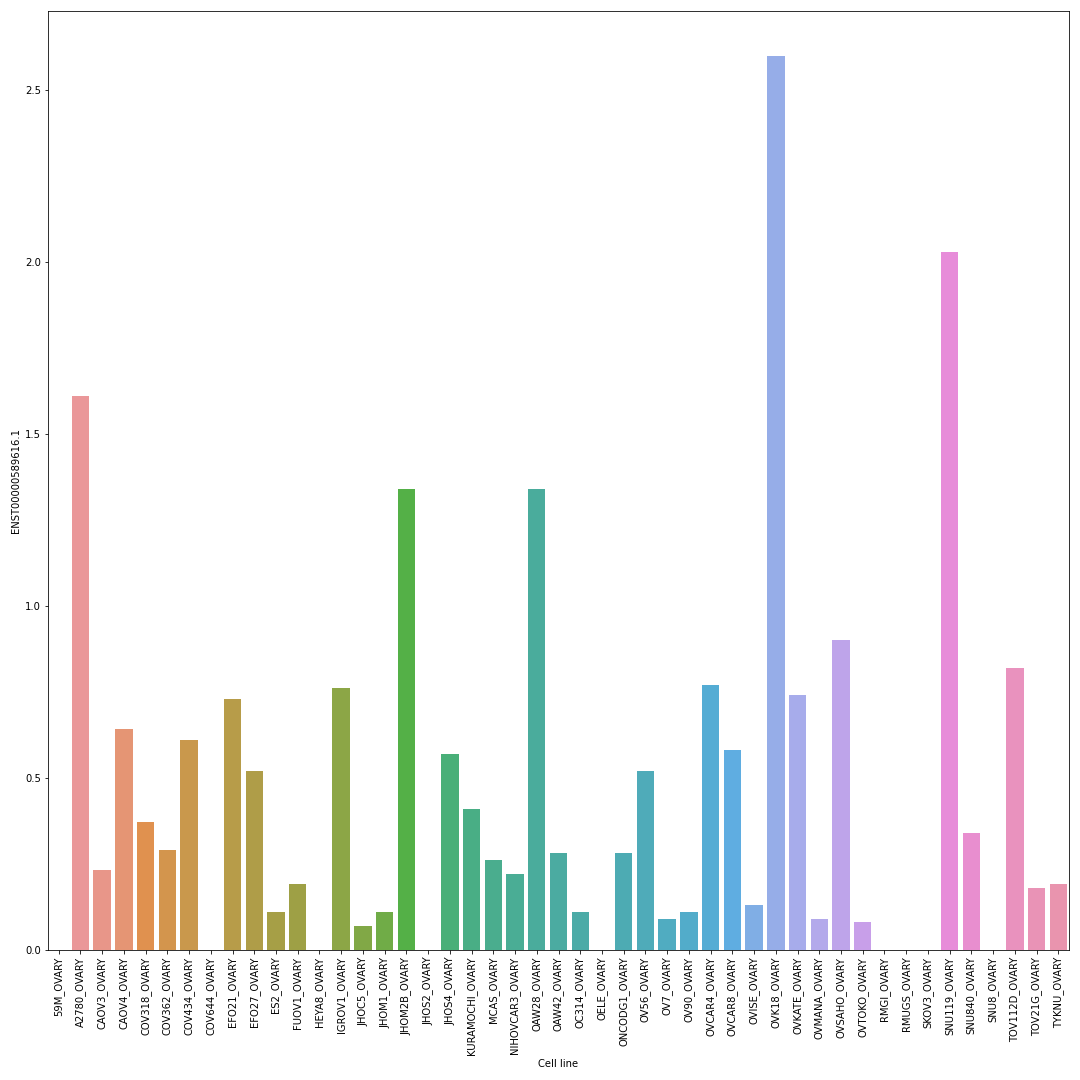 2.5
2.0
1.5
1.0
0.5
0.0
ENST00000589616.1
59M_OVARY
A2780_OVARY
CAOV3_OVARY
CAOV4_OVARY
COV318_OVARY
COV362_OVARY
COV434_OVARY
COV644_OVARY
EFO21_OVARY
EFO27_OVARY
ES2_OVARY
FUOV1_OVARY
HEYA8_OVARY
IGROV1_OVARY
JHOC5_OVARY
JHOM1_OVARY
JHOM2B_OVARY
JHOS2_OVARY
JHOS4_OVARY
KURAMOCHI_OVARY
MCAS_OVARY
NIHOVCAR3_OVARY
OAW28_OVARY
OAW42_OVARY
OC314_OVARY
OELE_OVARY
ONCODG1_OVARY
OV56_OVARY
OV7_OVARY
OV90_OVARY
OVCAR4_OVARY
OVCAR8_OVARY
OVISE_OVARY
OVK18_OVARY
OVKATE_OVARY
OVMANA_OVARY
OVSAHO_OVARY
OVTOKO_OVARY
RMGI_OVARY
RMUGS_OVARY
SKOV3_OVARY
SNU119_OVARY
SNU840_OVARY
SNU8_OVARY
TOV112D_OVARY
TOV21G_OVARY
TYKNU_OVARY
Cell line